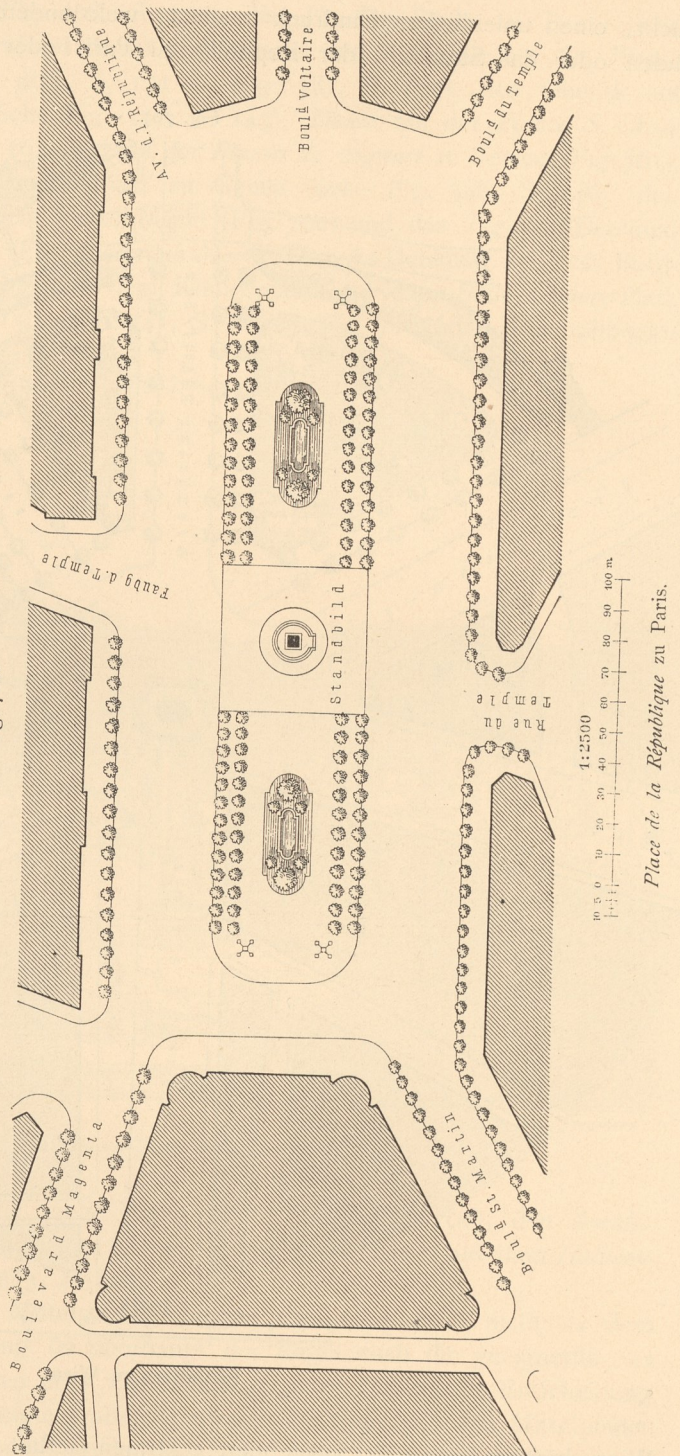 Av. d. l. République
Boulᵈ Voltaire
Boulᵈ du Temple
Faubg d. Temple
Standbild
Rue du
Temple
Boulevard Magenta
Boulᵈ St. Martin
1:2500
10 5 0 10 20 30 40 50 60 70 80 90 100 m.
Place de la République zu Paris.